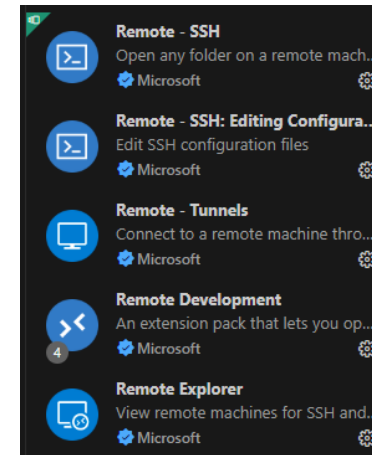 Remote - SSH
Open any folder on a remote mach...
Microsoft
Remote - SSH: Editing Configura...
Edit SSH configuration files
Microsoft
Remote - Tunnels
Connect to a remote machine thro...
Microsoft
Remote Development
An extension pack that lets you op...
4
Microsoft
Remote Explorer
View remote machines for SSH and...
Microsoft